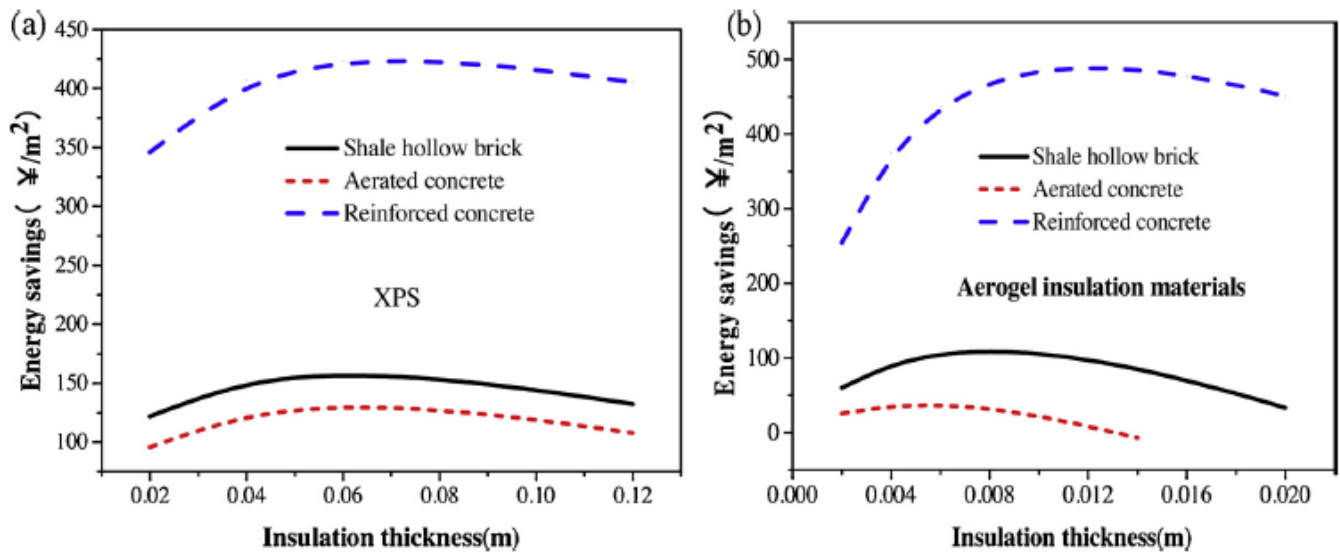 (a)
450
400
350
300
250
200
150
100
Energy savings( ¥/m²)
Shale hollow brick
Aerated concrete
Reinforced concrete
XPS
0.02 0.04 0.06 0.08 0.10 0.12
Insulation thickness(m)
(b)
500
400
300
200
100
0
Energy savings( ¥/m²)
Shale hollow brick
Aerated concrete
Reinforced concrete
Aerogel insulation materials
0.000 0.004 0.008 0.012 0.016 0.020
Insulation thickness(m)